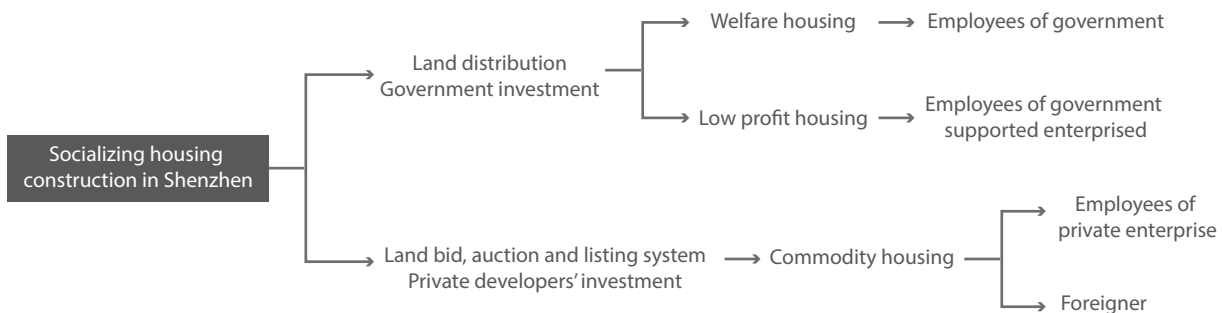 Socializing housing
construction in Shenzhen
Land distribution
Government investment
Welfare housing
Employees of government
Low profit housing
Employees of government
supported enterprised
Land bid, auction and listing system
Private developers’ investment
Commodity housing
Employees of
private enterprise
Foreigner